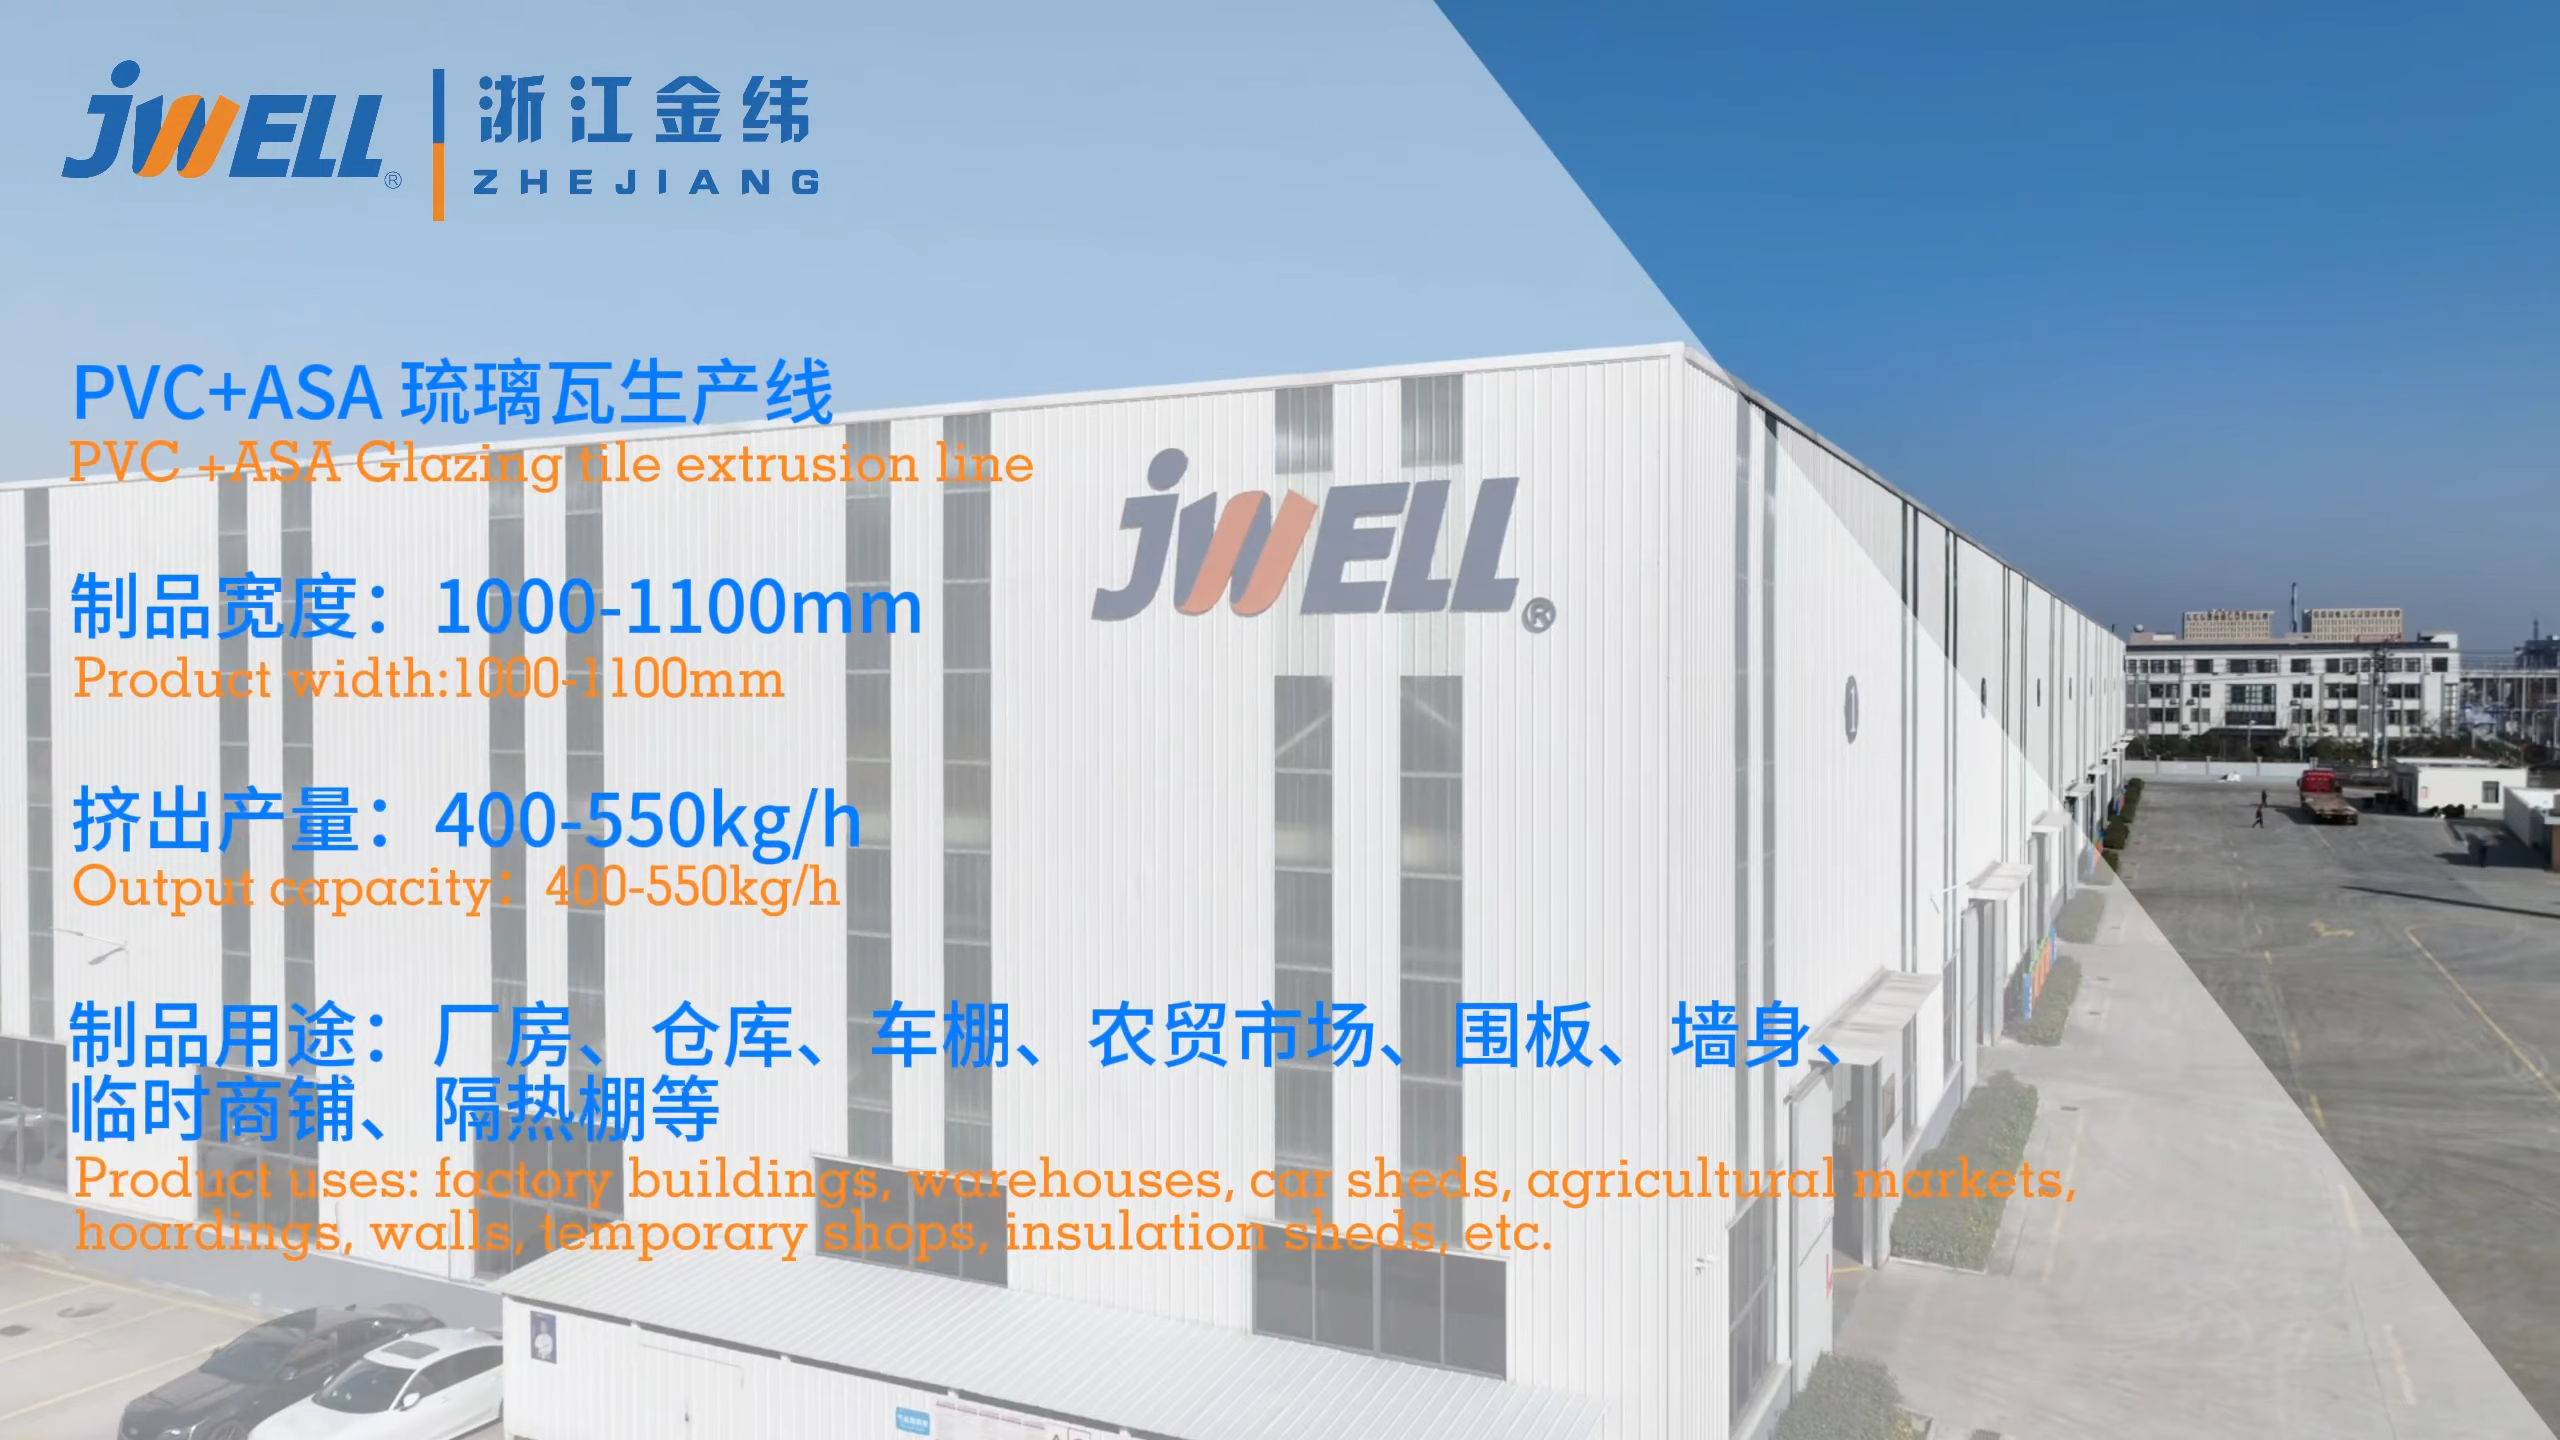 JWELL®
浙江金纬
ZHEJIANG
PVC+ASA 琉璃瓦生产线
PVC +ASA Glazing tile extrusion line
JWELL®
制品宽度：1000-1100mm
Product width:1000-1100mm
1
挤出产量：400-550kg/h
Output capacity：400-550kg/h
制品用途：厂房、仓库、车棚、农贸市场、围板、墙身、
临时商铺、隔热棚等
Product uses: factory buildings, warehouses, car sheds, agricultural markets,
hoardings, walls, temporary shops, insulation sheds, etc.